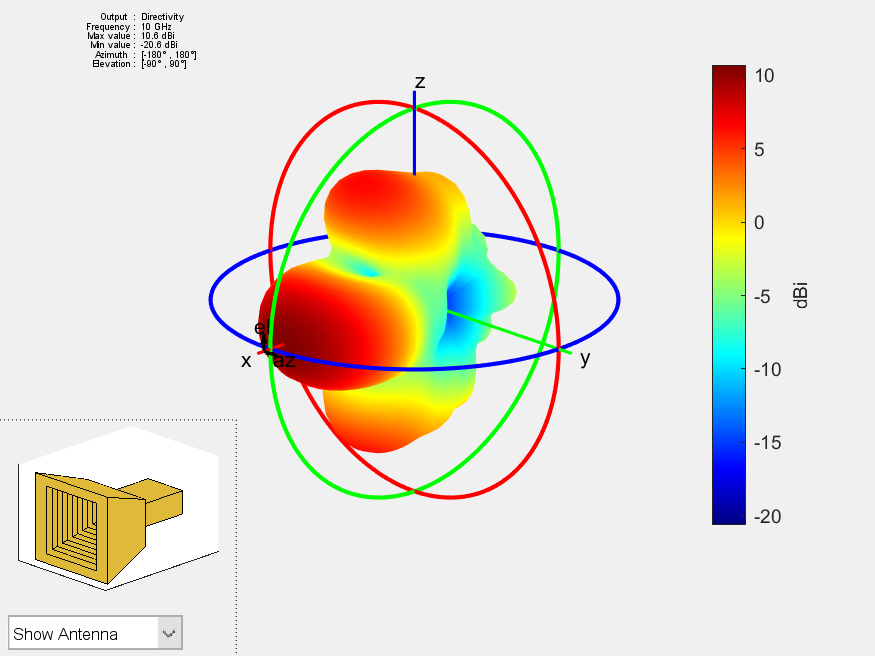 Output : Directivity
Frequency : 10 GHz
Max value : 10.6 dBi
Min value : -20.6 dBi
Azimuth : [-180° , 180°]
Elevation : [-90° , 90°]
z
x
y
az
10
5
0
-5
-10
-15
-20
dBi
Show Antenna